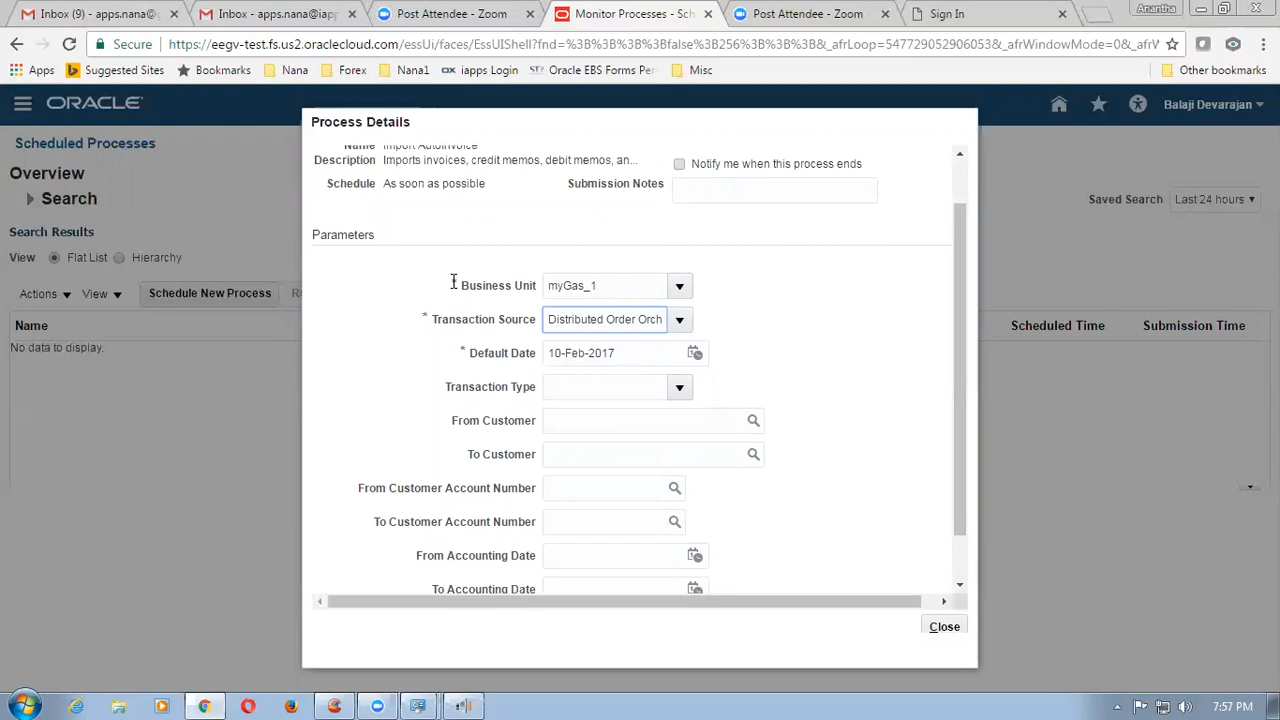 Inbox (9) - apps.nana@gma
Inbox - apps.nana@iapp
Post Attendee - Zoom
Monitor Processes - Sch
Post Attendee - Zoom
Sign In
Anantha
Secure
https://eegv-test.fs.us2.oraclecloud.com/essUi/faces/EssUIShell?fnd=%3B%3B%3B%3Bfalse%3B256%3B%3B%3B&_afrLoop=547729052906053&_afrWindowMode=0&_afrW
Apps
Suggested Sites
Bookmarks
Nana
Forex
Nana1
iapps Login
Oracle EBS Forms Per
Misc
Other bookmarks
ORACLE
Balaji Devarajan
Scheduled Processes
Overview
Search
Saved Search
Last 24 hours
Search Results
View
Flat List
Hierarchy
Actions
View
Schedule New Process
Name
Scheduled Time
Submission Time
No data to display.
Process Details
Name Import AutoInvoice
Description Imports invoices, credit memos, debit memos, an...
Notify me when this process ends
Schedule As soon as possible
Submission Notes
Parameters
Business Unit myGas_1
* Transaction Source Distributed Order Orch
* Default Date 10-Feb-2017
Transaction Type
From Customer
To Customer
From Customer Account Number
To Customer Account Number
From Accounting Date
To Accounting Date
Close
7:57 PM